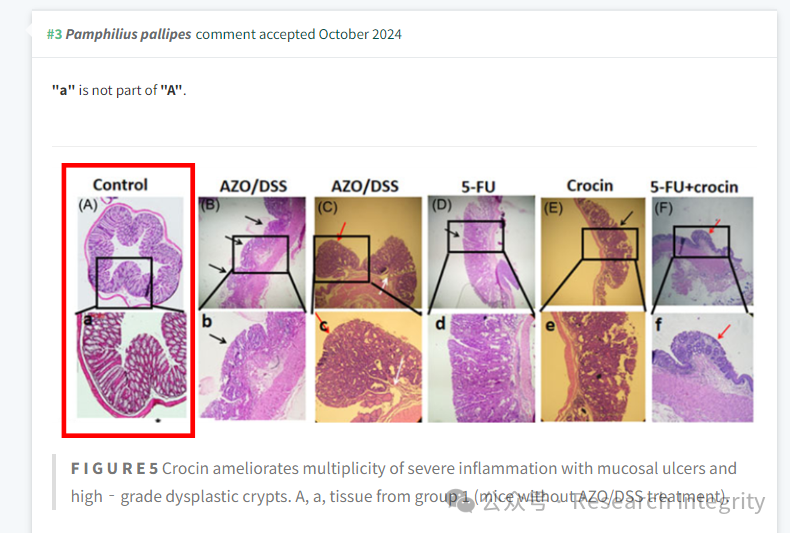 #3 Pamphilius pallipes comment accepted October 2024
"a" is not part of "A".
Control AZO/DSS AZO/DSS 5-FU Crocin 5-FU+crocin
(A) (B) (C) (D) (E) (F)
a b c d e f
FIGURE5 Crocin ameliorates multiplicity of severe inflammation with mucosal ulcers and
high‐grade dysplastic crypts. A, a, tissue from group 1 (mice without AZO/DSS treatment),
公众号 · Research Integrity